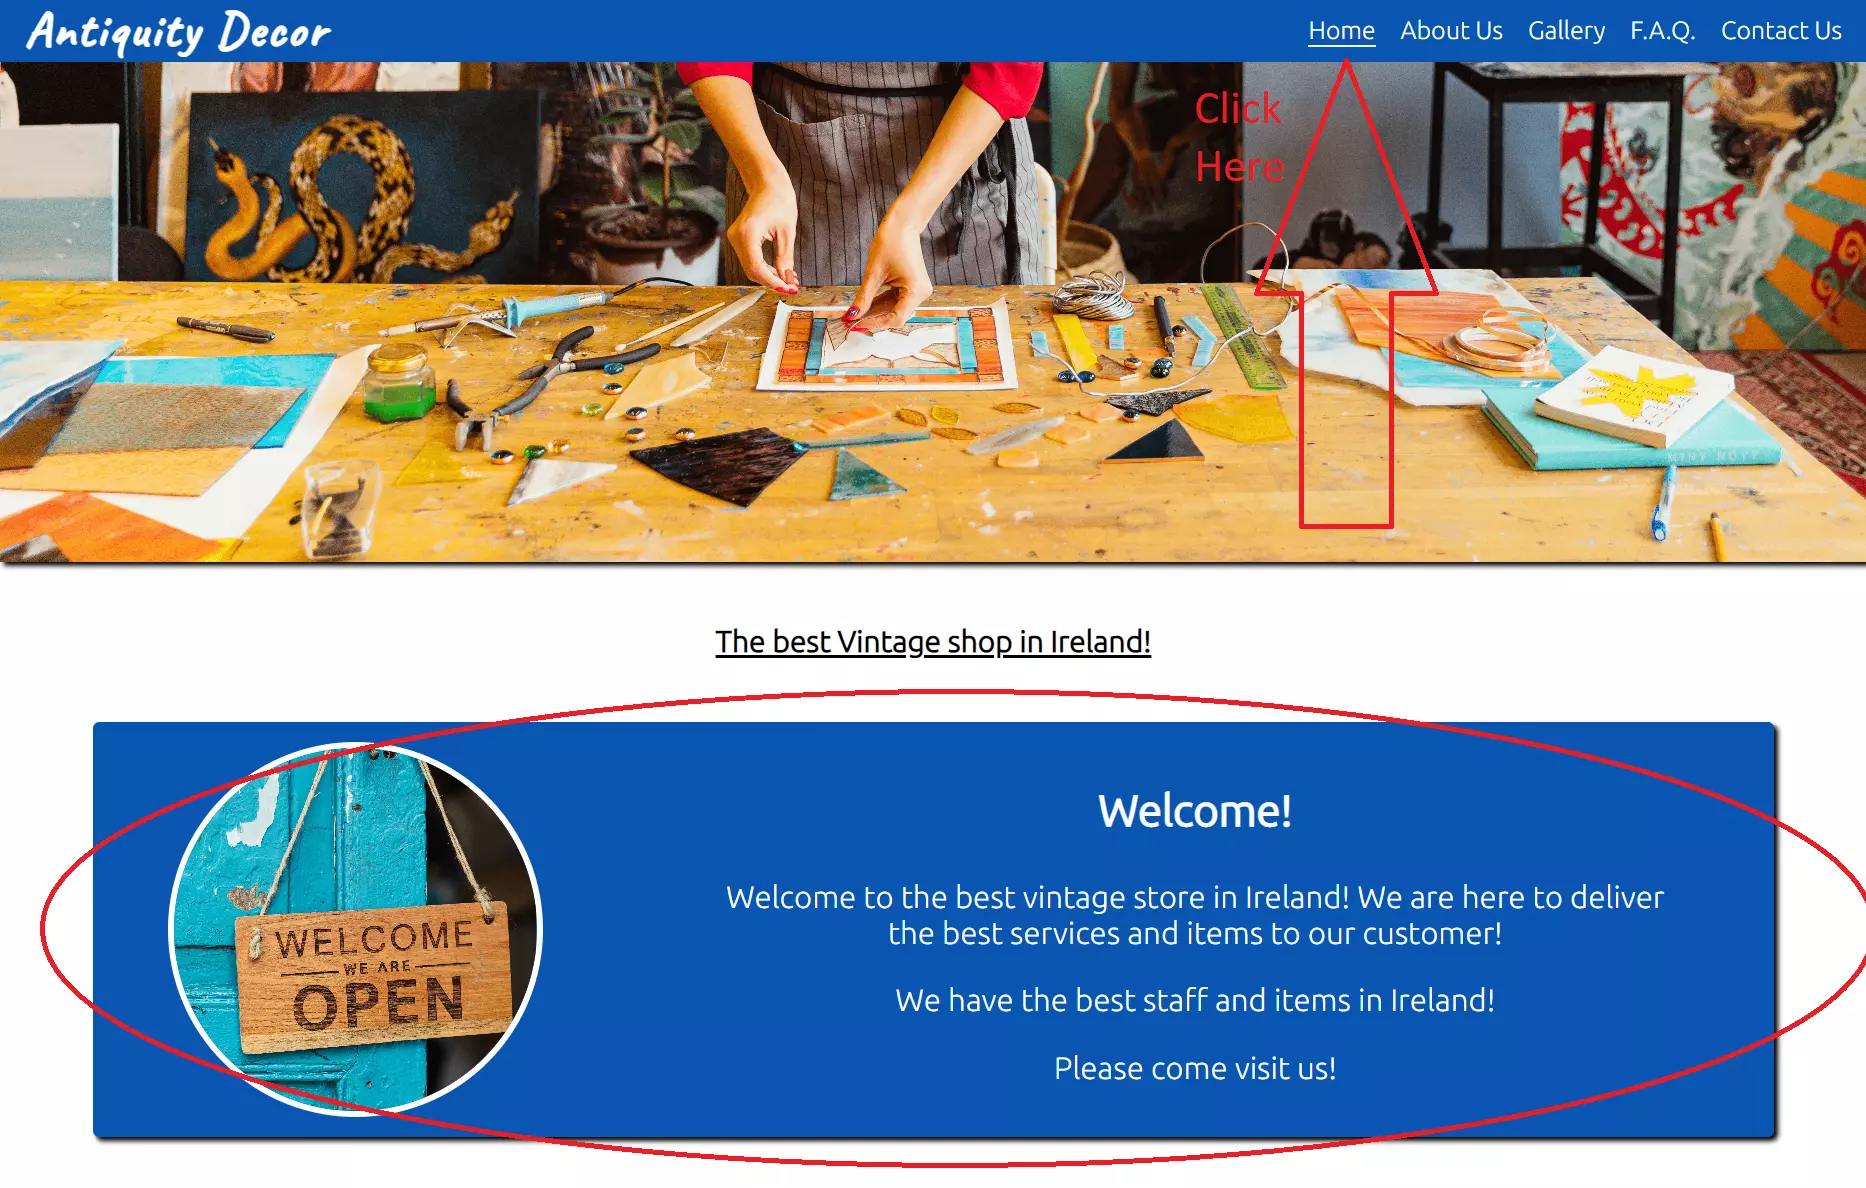 Antiquity Decor
Home About Us Gallery F.A.Q. Contact Us
Click
Here
MINT NOTE
The best Vintage shop in Ireland!
WELCOME
WE ARE
OPEN
Welcome!
Welcome to the best vintage store in Ireland! We are here to deliver
the best services and items to our customer!
We have the best staff and items in Ireland!
Please come visit us!